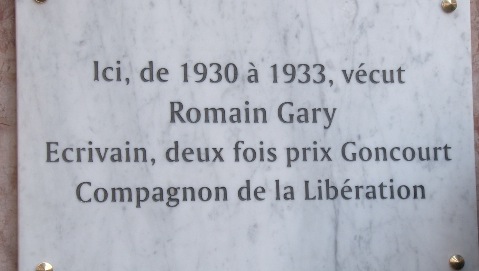 Ici, de 1930 à 1933, vécut
Romain Gary
Ecrivain, deux fois prix Goncourt
Compagnon de la Libération